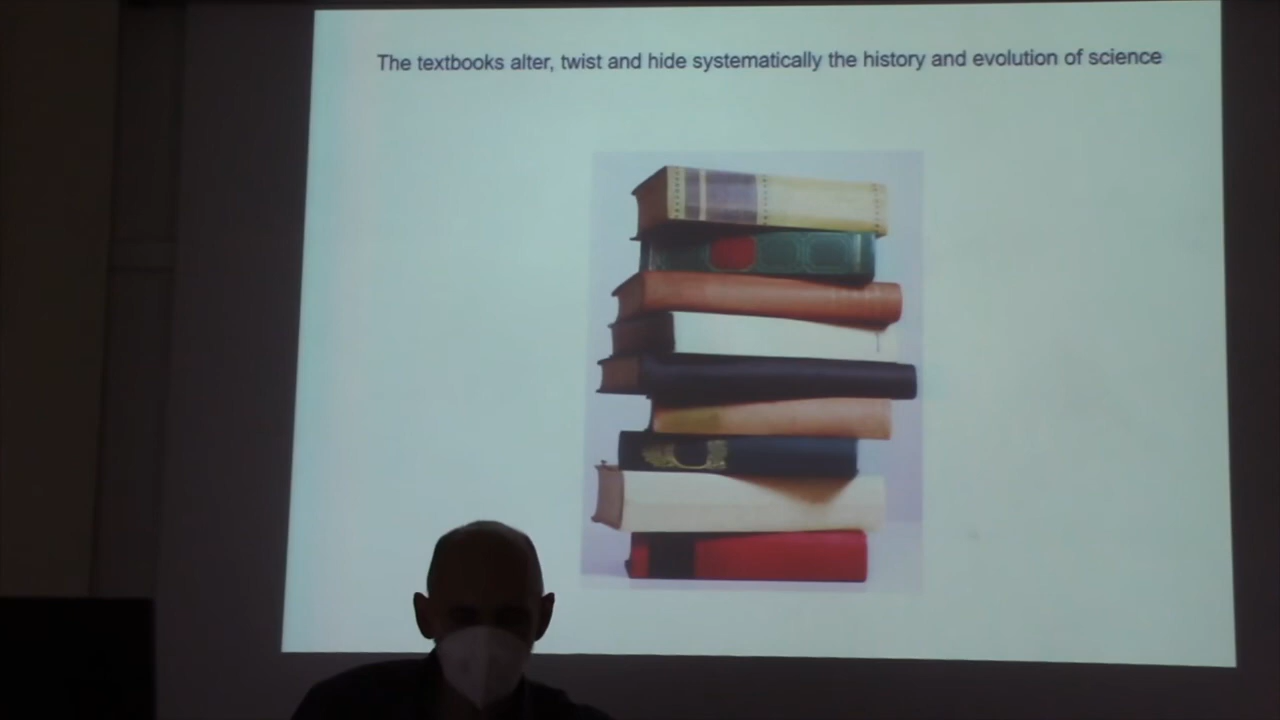 The textbooks alter, twist and hide systematically the history and evolution of science